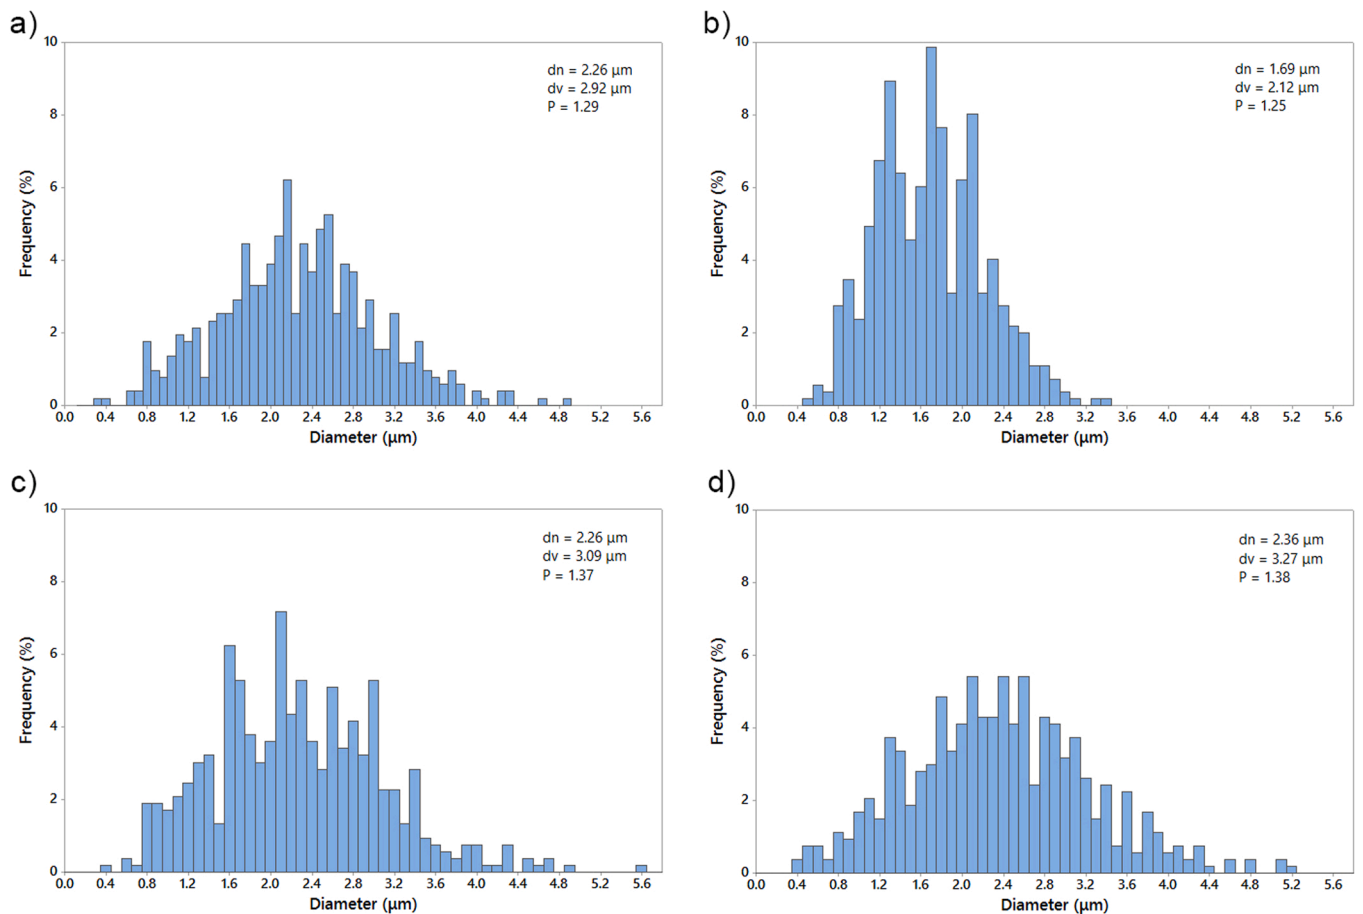 a)
10
8
6
4
2
0
Frequency (%)
dn = 2.26 μm
dv = 2.92 μm
P = 1.29
0.0 0.4 0.8 1.2 1.6 2.0 2.4 2.8 3.2 3.6 4.0 4.4 4.8 5.2 5.6
Diameter (μm)
b)
10
8
6
4
2
0
Frequency (%)
dn = 1.69 μm
dv = 2.12 μm
P = 1.25
0.0 0.4 0.8 1.2 1.6 2.0 2.4 2.8 3.2 3.6 4.0 4.4 4.8 5.2 5.6
Diameter (μm)
c)
10
8
6
4
2
0
Frequency (%)
dn = 2.26 μm
dv = 3.09 μm
P = 1.37
0.0 0.4 0.8 1.2 1.6 2.0 2.4 2.8 3.2 3.6 4.0 4.4 4.8 5.2 5.6
Diameter (μm)
d)
10
8
6
4
2
0
Frequency (%)
dn = 2.36 μm
dv = 3.27 μm
P = 1.38
0.0 0.4 0.8 1.2 1.6 2.0 2.4 2.8 3.2 3.6 4.0 4.4 4.8 5.2 5.6
Diameter (μm)